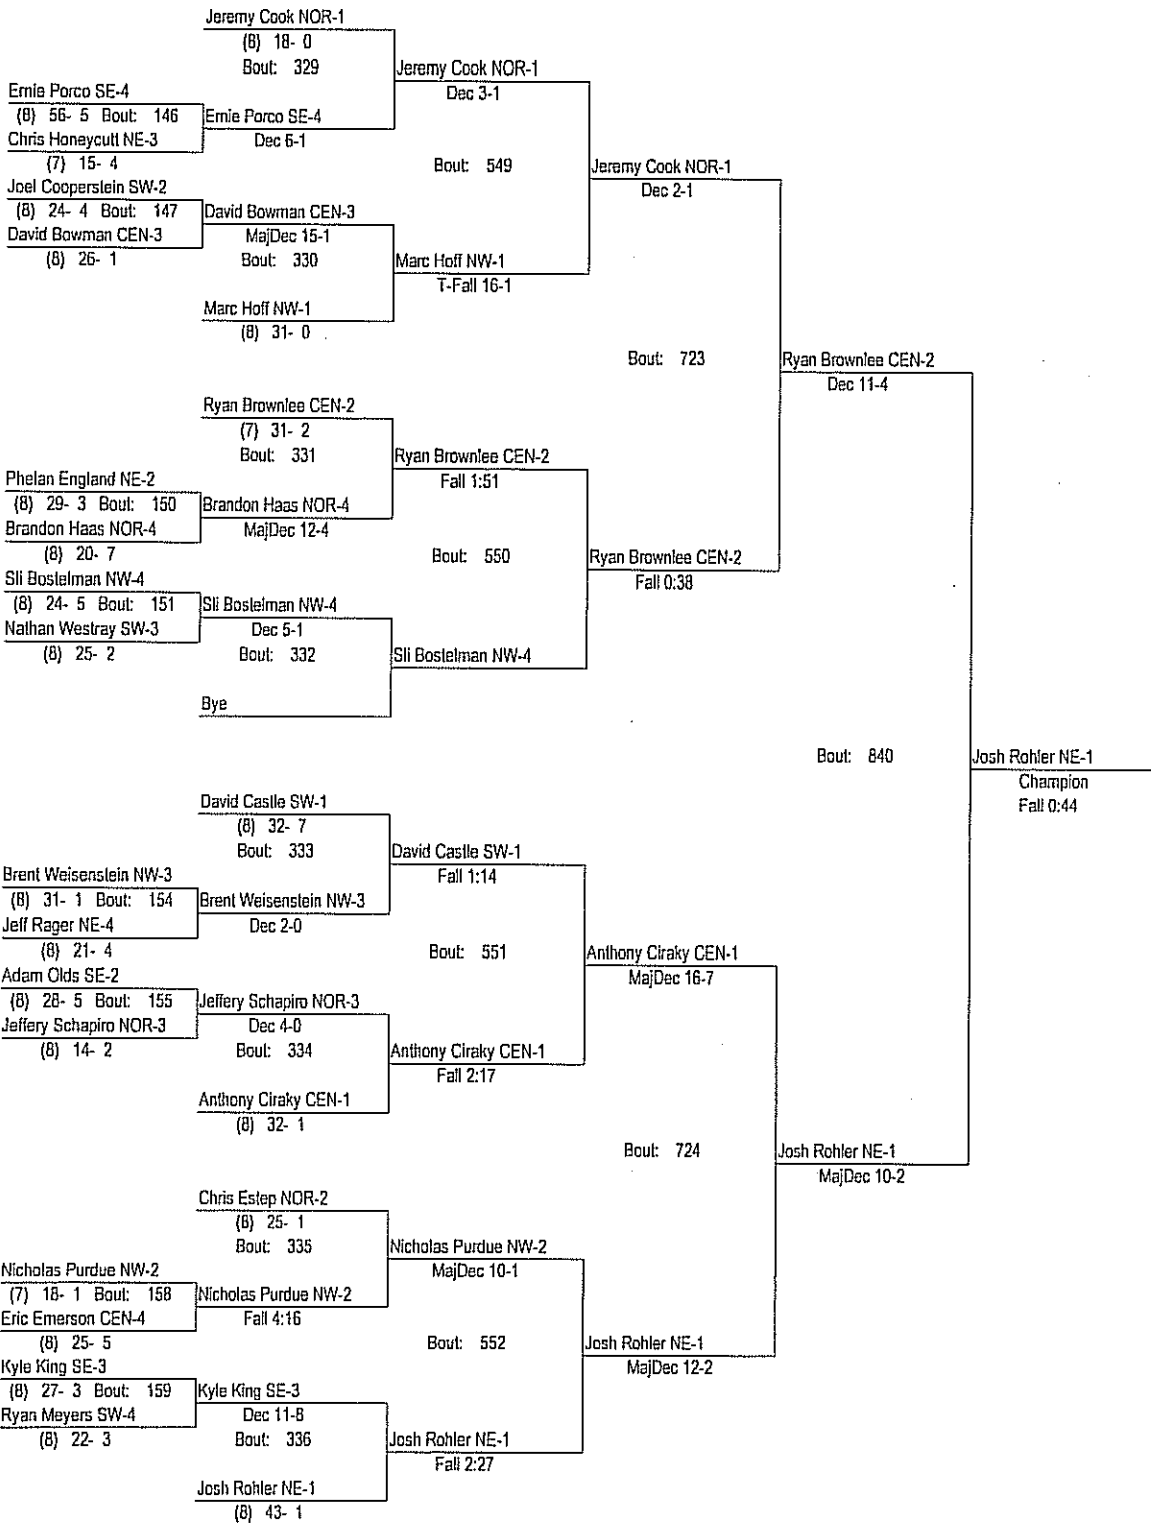 Jeremy Cook NOR-1
(8) 18- 0
Bout: 329
Jeremy Cook NOR-1
Dec 3-1
Ernie Porco SE-4
(8) 56- 5 Bout: 146
Ernie Porco SE-4
Dec 6-1
Chris Honeycutt NE-3
(7) 15- 4
Bout: 549
Jeremy Cook NOR-1
Dec 2-1
Joel Cooperstein SW-2
(8) 24- 4 Bout: 147
David Bowman CEN-3
MajDec 15-1
David Bowman CEN-3
(8) 26- 1
Bout: 330
Marc Hoff NW-1
T-Fall 16-1
Marc Hoff NW-1
(8) 31- 0
Bout: 723
Ryan Brownlee CEN-2
Dec 11-4
Ryan Brownlee CEN-2
(7) 31- 2
Bout: 331
Ryan Brownlee CEN-2
Fall 1:51
Phelan England NE-2
(8) 29- 3 Bout: 150
Brandon Haas NOR-4
MajDec 12-4
Brandon Haas NOR-4
(8) 20- 7
Bout: 550
Ryan Brownlee CEN-2
Fall 0:38
Sli Bostelman NW-4
(8) 24- 5 Bout: 151
Sli Bostelman NW-4
Dec 5-1
Nathan Westray SW-3
(8) 25- 2
Bout: 332
Sli Bostelman NW-4
Bye
Bout: 840
Josh Rohler NE-1
Champion
Fall 0:44
David Castle SW-1
(8) 32- 7
Bout: 333
David Castle SW-1
Fall 1:14
Brent Weisenstein NW-3
(8) 31- 1 Bout: 154
Brent Weisenstein NW-3
Dec 2-0
Jeff Rager NE-4
(8) 21- 4
Bout: 551
Anthony Ciraky CEN-1
MajDec 16-7
Adam Olds SE-2
(8) 28- 5 Bout: 155
Jeffery Schapiro NOR-3
Dec 4-0
Jeffery Schapiro NOR-3
(8) 14- 2
Bout: 334
Anthony Ciraky CEN-1
Fall 2:17
Anthony Ciraky CEN-1
(8) 32- 1
Bout: 724
Josh Rohler NE-1
MajDec 10-2
Chris Estep NOR-2
(8) 25- 1
Bout: 335
Nicholas Purdue NW-2
MajDec 10-1
Nicholas Purdue NW-2
(7) 18- 1 Bout: 158
Nicholas Purdue NW-2
Fall 4:16
Eric Emerson CEN-4
(8) 25- 5
Bout: 552
Josh Rohler NE-1
MajDec 12-2
Kyle King SE-3
(8) 27- 3 Bout: 159
Kyle King SE-3
Dec 11-8
Ryan Meyers SW-4
(8) 22- 3
Bout: 336
Josh Rohler NE-1
Fall 2:27
Josh Rohler NE-1
(8) 43- 1